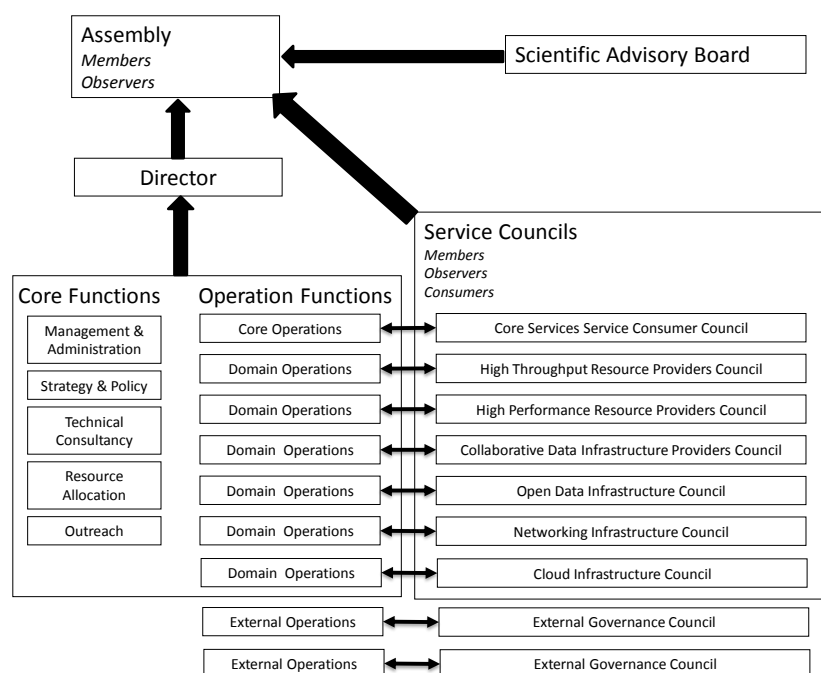 Assembly
Members
Observers
Scientific Advisory Board
Director
Service Councils
Members
Observers
Consumers
Core Functions
Operation Functions
Management &
Administration
Strategy & Policy
Technical
Consultancy
Resource
Allocation
Outreach
Core Operations
Core Services Service Consumer Council
Domain Operations
High Throughput Resource Providers Council
Domain Operations
High Performance Resource Providers Council
Domain Operations
Collaborative Data Infrastructure Providers Council
Domain Operations
Open Data Infrastructure Council
Domain Operations
Networking Infrastructure Council
Domain Operations
Cloud Infrastructure Council
External Operations
External Governance Council
External Operations
External Governance Council